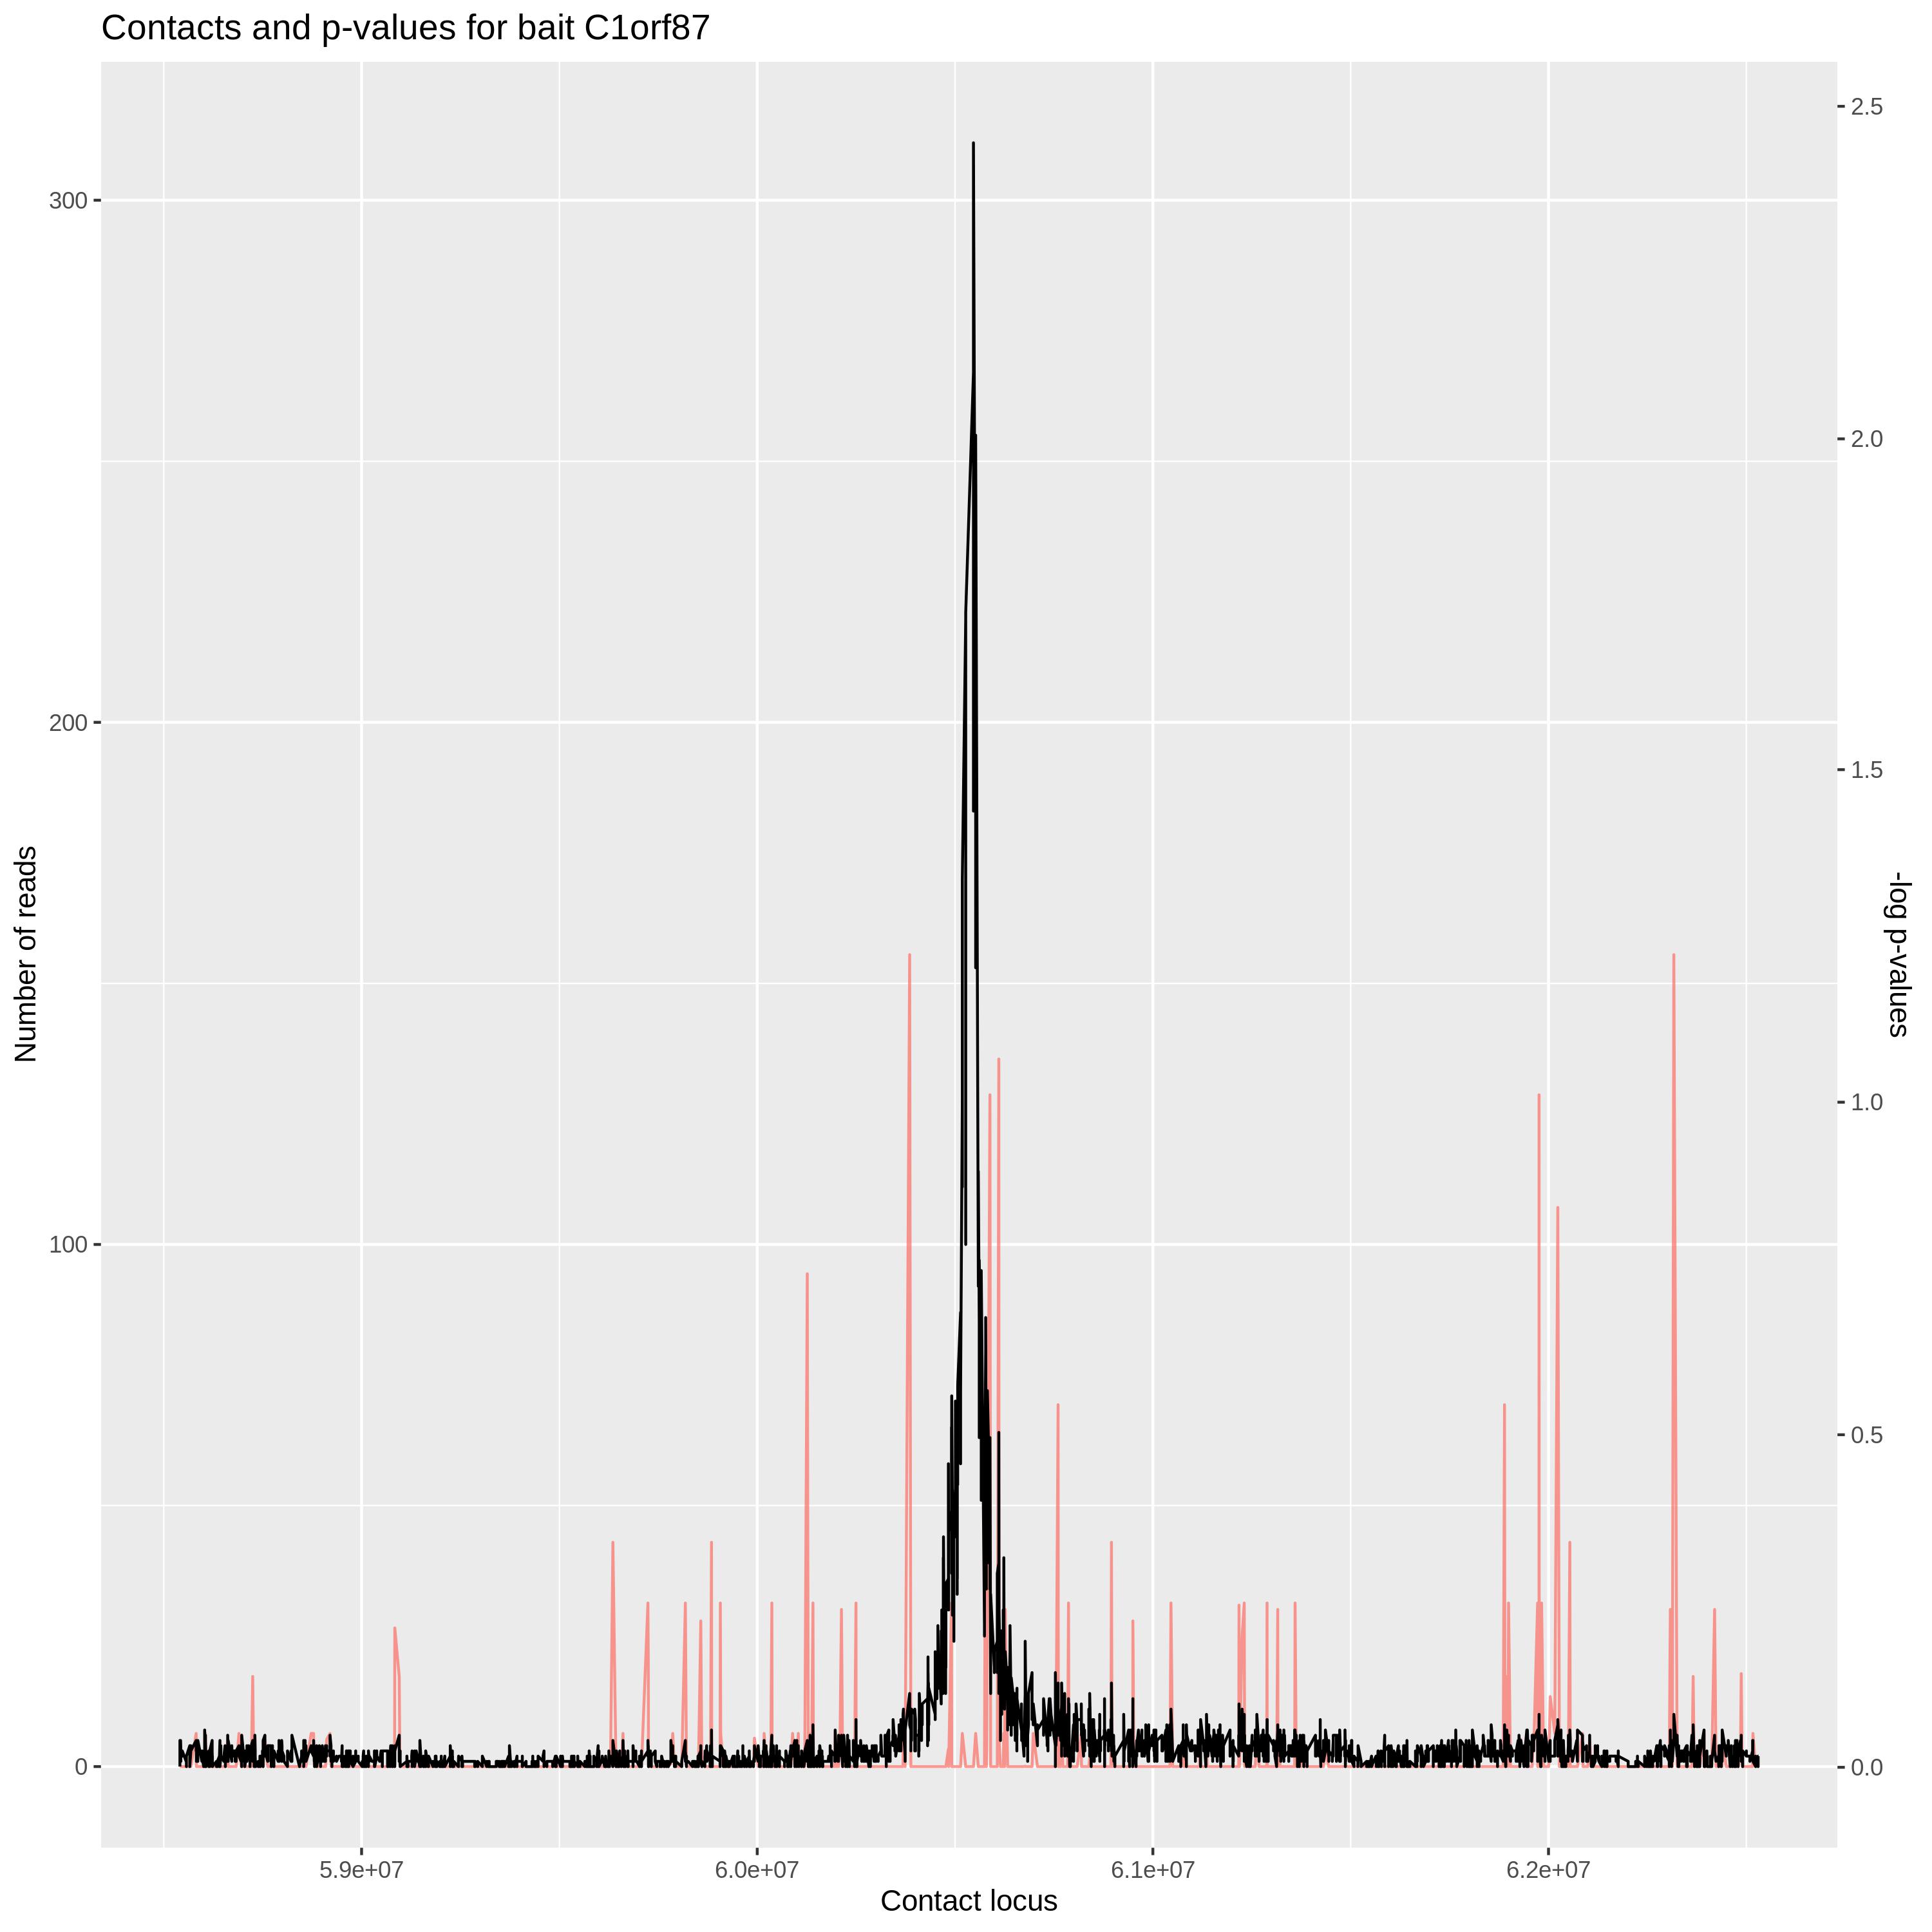 Contacts and p-values for bait C1orf87
300
200
100
0
Number of reads
2.5
2.0
1.5
1.0
0.5
0.0
-log p-values
5.9e+07
6.0e+07
6.1e+07
6.2e+07
Contact locus